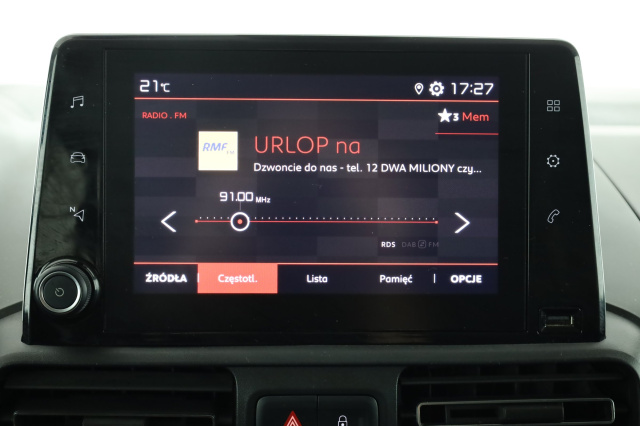 21°C
17:27
RADIO . FM
3 Mem
RMF FM
URLOP na
Dzwoncie do nas - tel. 12 DWA MILIONY czy...
91.00 MHz
N
RDS DAB FM
ŹRÓDŁA Częstotl. Lista Pamięć OPCJE